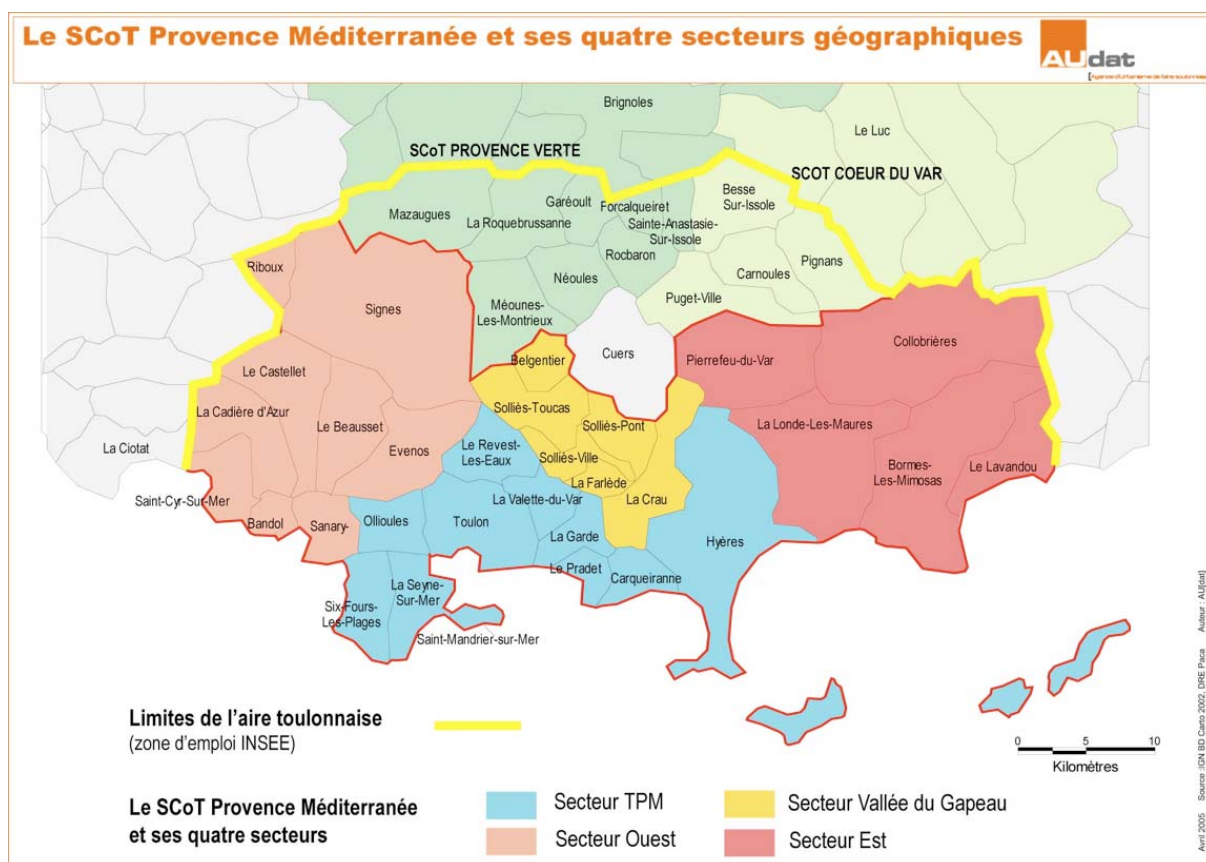 Le SCoT Provence Méditerranée et ses quatre secteurs géographiques
AUdat
[Agence d'urbanisme de l'aire toulonnaise
Brignoles
Le Luc
SCoT PROVENCE VERTE
SCOT COEUR DU VAR
Mazaugues
La Roquebrussanne
Garéoult
Forcalqueiret
Sainte-Anastasie-
Sur-Issole
Besse
Sur-Issole
Rocbaron
Pignans
Carnoules
Néoules
Puget-Ville
Riboux
Signes
Méounes-
Les-Montrieux
Cuers
Belgentier
Pierrefeu-du-Var
Collobrières
Le Castellet
La Cadière d'Azur
Le Beausset
Evenos
Solliès-Toucas
Solliès-Pont
La Londe-Les-Maures
La Ciotat
Le Revest-
Les-Eaux
Solliès-Ville
La Farlède
La Crau
Bormes-
Les-Mimosas
Le Lavandou
Saint-Cyr-Sur-Mer
Bandol
Sanary-
Ollioules
Toulon
La Valette-du-Var
La Garde
Hyères
Le Pradet
Carqueiranne
Six-Fours-
Les-Plages
La Seyne-
Sur-Mer
Saint-Mandrier-sur-Mer
Limites de l'aire toulonnaise
(zone d'emploi INSEE)
0 5 10
Kilomètres
Le SCoT Provence Méditerranée
et ses quatre secteurs
Secteur TPM
Secteur Vallée du Gapeau
Secteur Ouest
Secteur Est
Avril 2005 Source :IGN BD Carto 2002, DRE Paca Auteur : AU[dat]